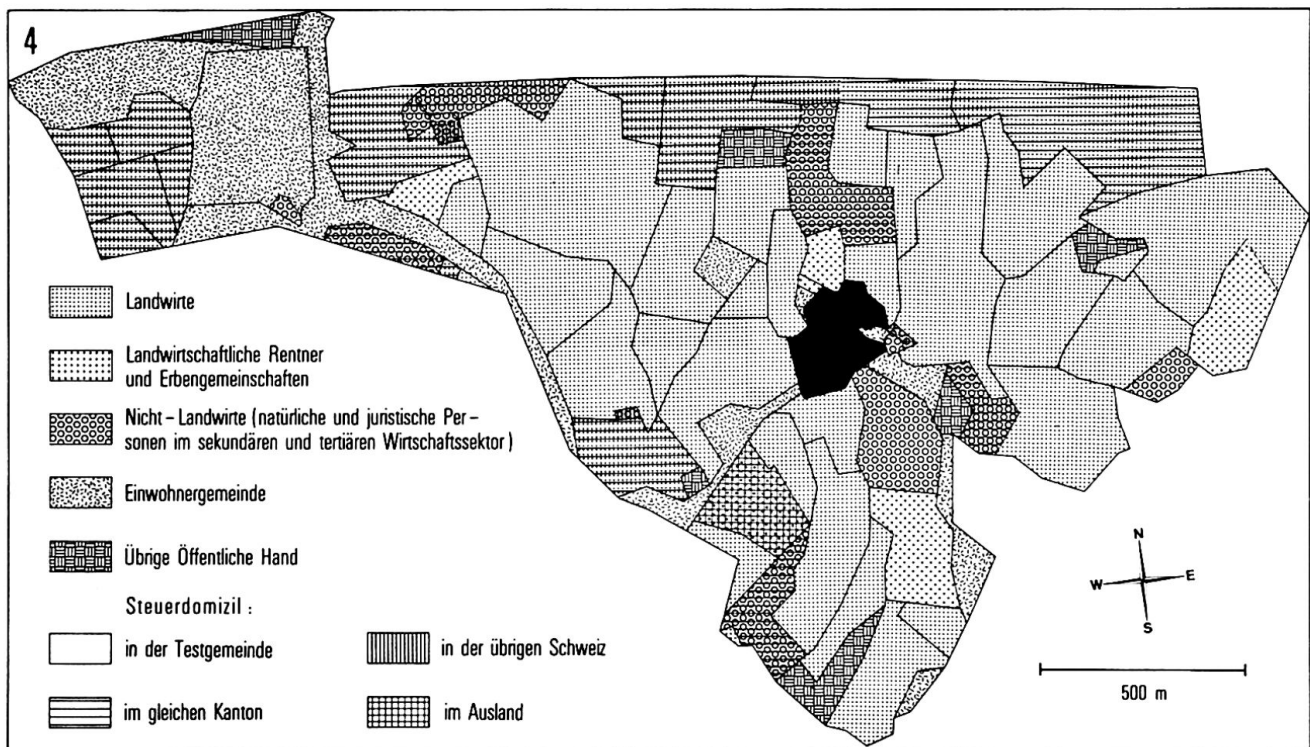 4
Landwirte
Landwirtschaftliche Rentner
und Erbengemeinschaften
Nicht-Landwirte (natürliche und juristische Per-
sonen im sekundären und tertiären Wirtschaftssektor)
Einwohnergemeinde
Übrige Öffentliche Hand
Steuerdomizil :
in der Testgemeinde
in der übrigen Schweiz
im gleichen Kanton
im Ausland
N
W E
S
500 m